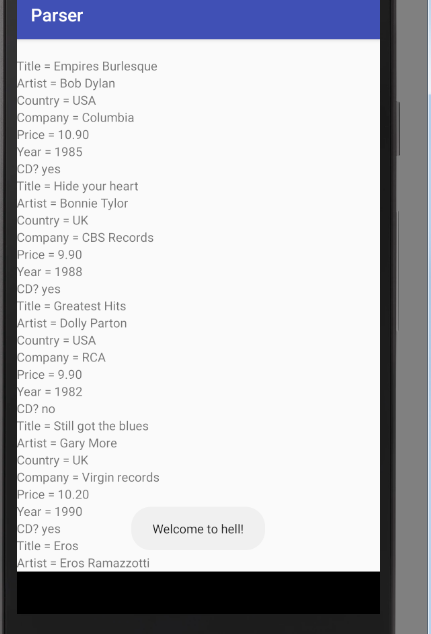 Parser
Title = Empires Burlesque
Artist = Bob Dylan
Country = USA
Company = Columbia
Price = 10.90
Year = 1985
CD? yes
Title = Hide your heart
Artist = Bonnie Tylor
Country = UK
Company = CBS Records
Price = 9.90
Year = 1988
CD? yes
Title = Greatest Hits
Artist = Dolly Parton
Country = USA
Company = RCA
Price = 9.90
Year = 1982
CD? no
Title = Still got the blues
Artist = Gary More
Country = UK
Company = Virgin records
Price = 10.20
Year = 1990
CD? yes
Welcome to hell!
Title = Eros
Artist = Eros Ramazzotti